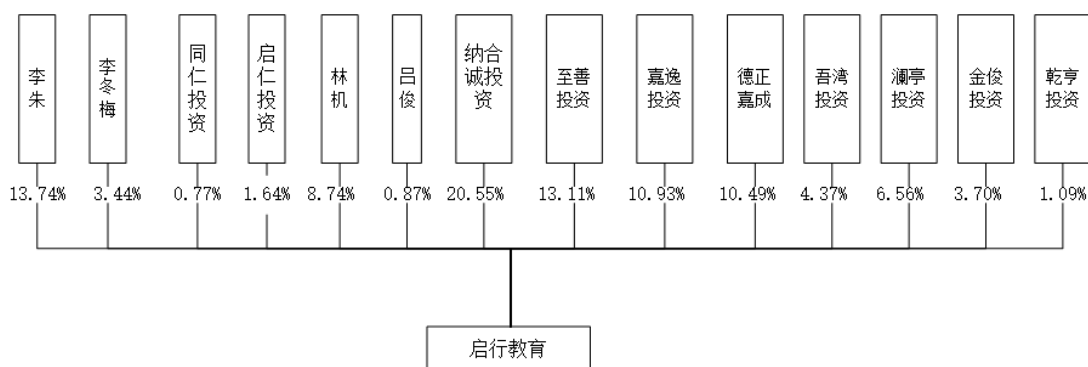 李
朱
李
冬
梅
同
仁
投
资
启
仁
投
资
林
机
吕
俊
纳合
诚投
资
至善
投资
嘉逸
投资
德正
嘉成
吾湾
投资
澜亭
投资
金俊
投资
乾亨
投资
13.74%
3.44%
0.77%
1.64%
8.74%
0.87%
20.55%
13.11%
10.93%
10.49%
4.37%
6.56%
3.70%
1.09%
启行教育